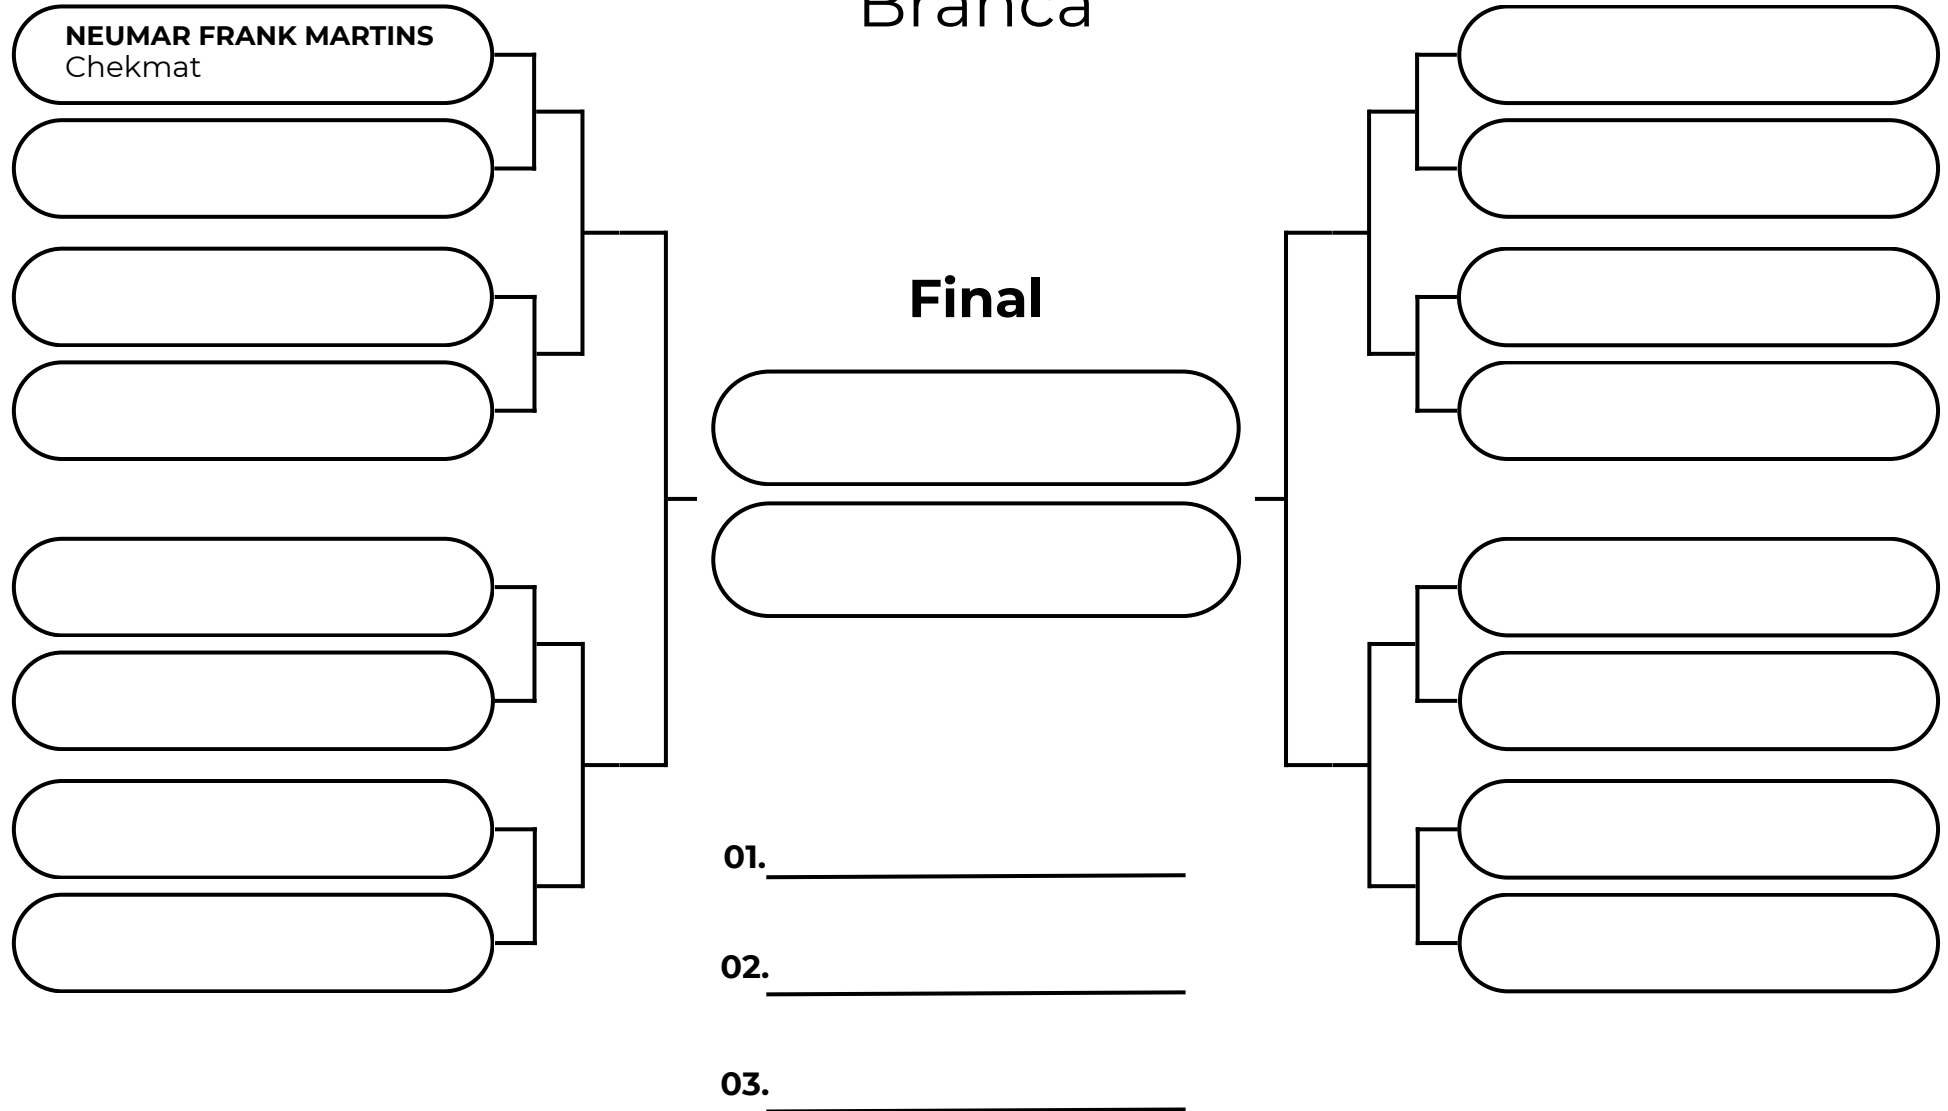 Branca
NEUMAR FRANK MARTINS
Chekmat
Final
01.
02.
03.